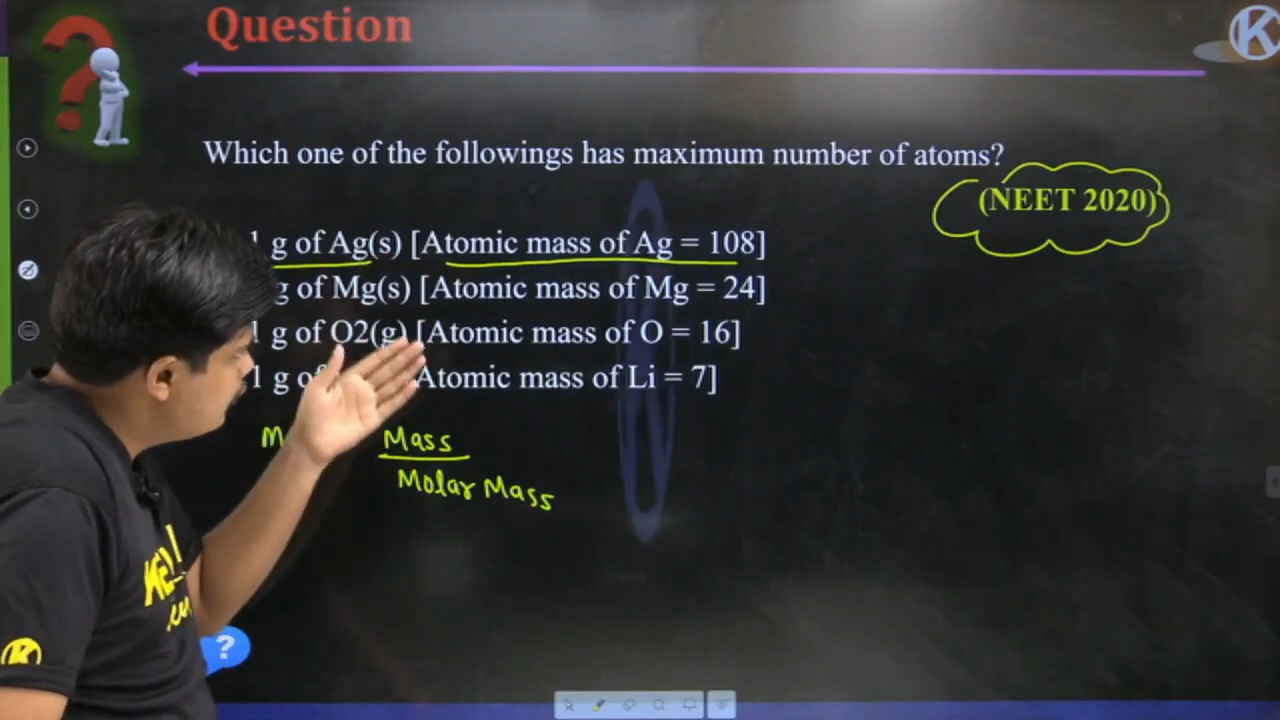 Question
Which one of the followings has maximum number of atoms?
(NEET 2020)
1 g of Ag(s) [Atomic mass of Ag = 108]
g of Mg(s) [Atomic mass of Mg = 24]
1 g of O2(g) [Atomic mass of O = 16]
1 g of Atomic mass of Li = 7]
Mass
Molar Mass
K
?